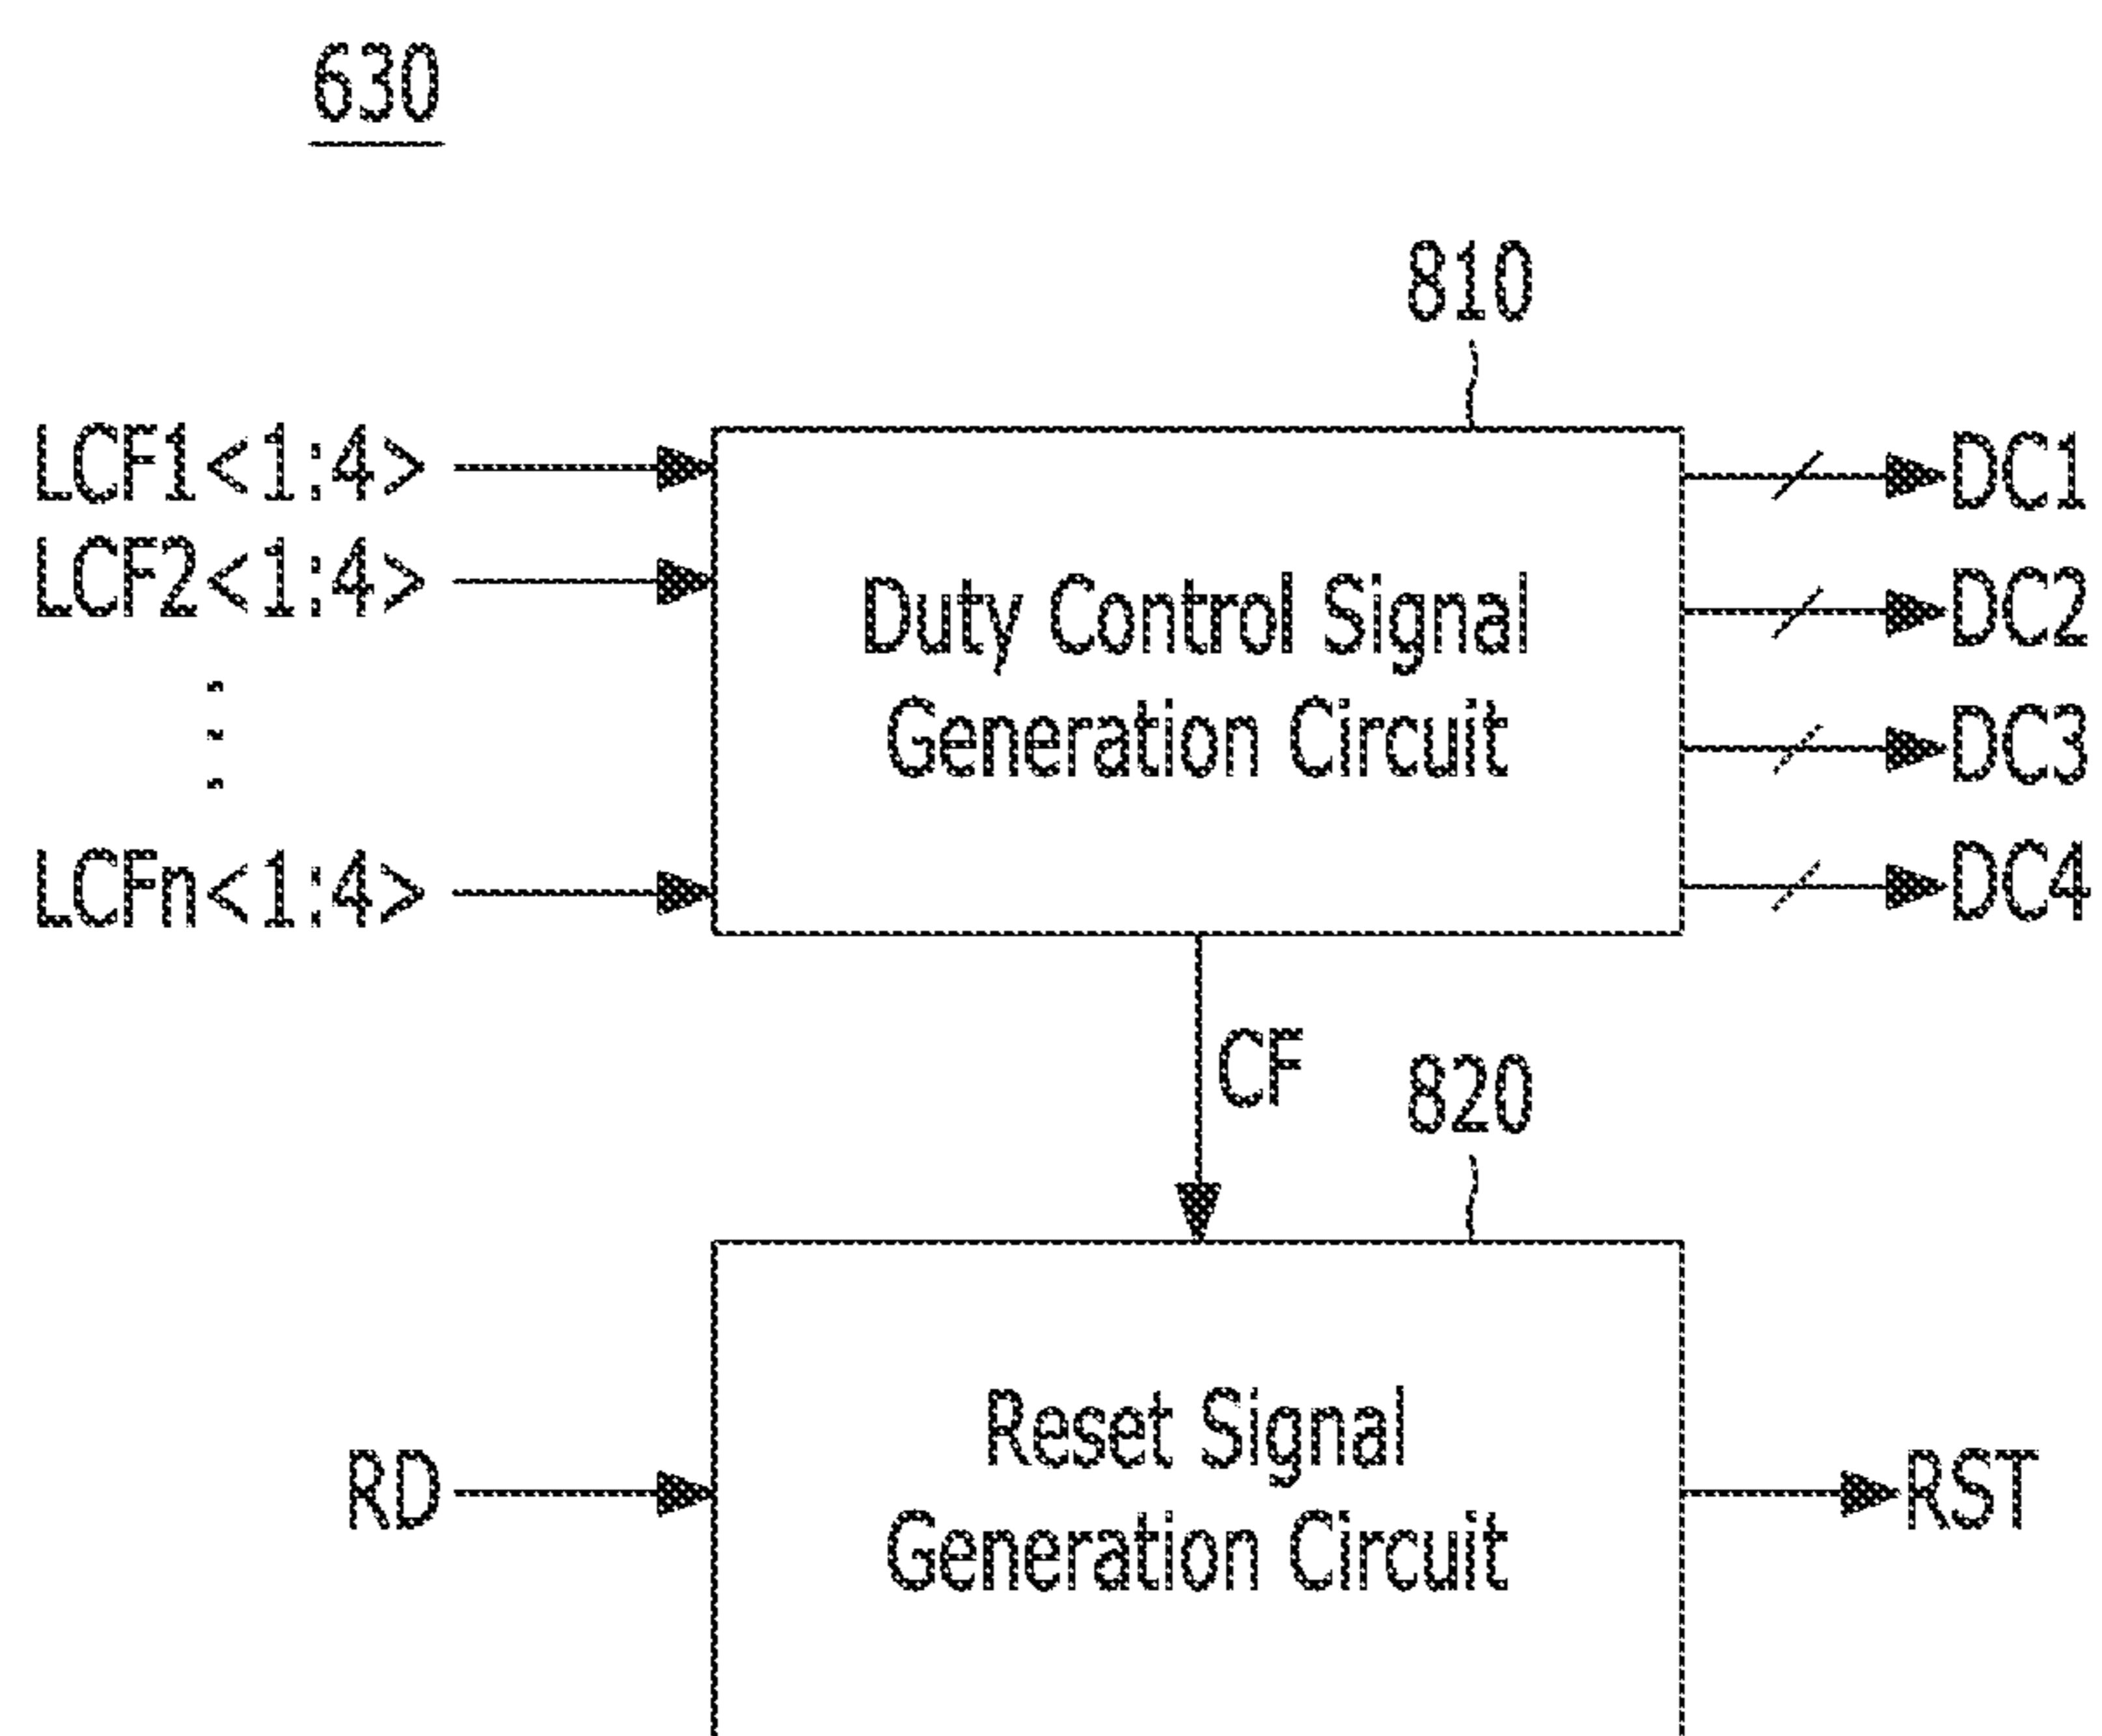 630
810
LCF1<1:4>
LCF2<1:4>
LCFn<1:4>
Duty Control Signal
Generation Circuit
DC1
DC2
DC3
DC4
CF
820
RD
Reset Signal
Generation Circuit
RST